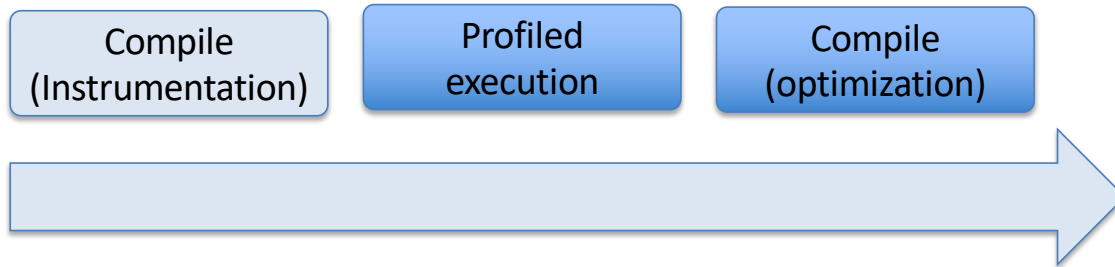 Compile
(Instrumentation)
Profiled
execution
Compile
(optimization)